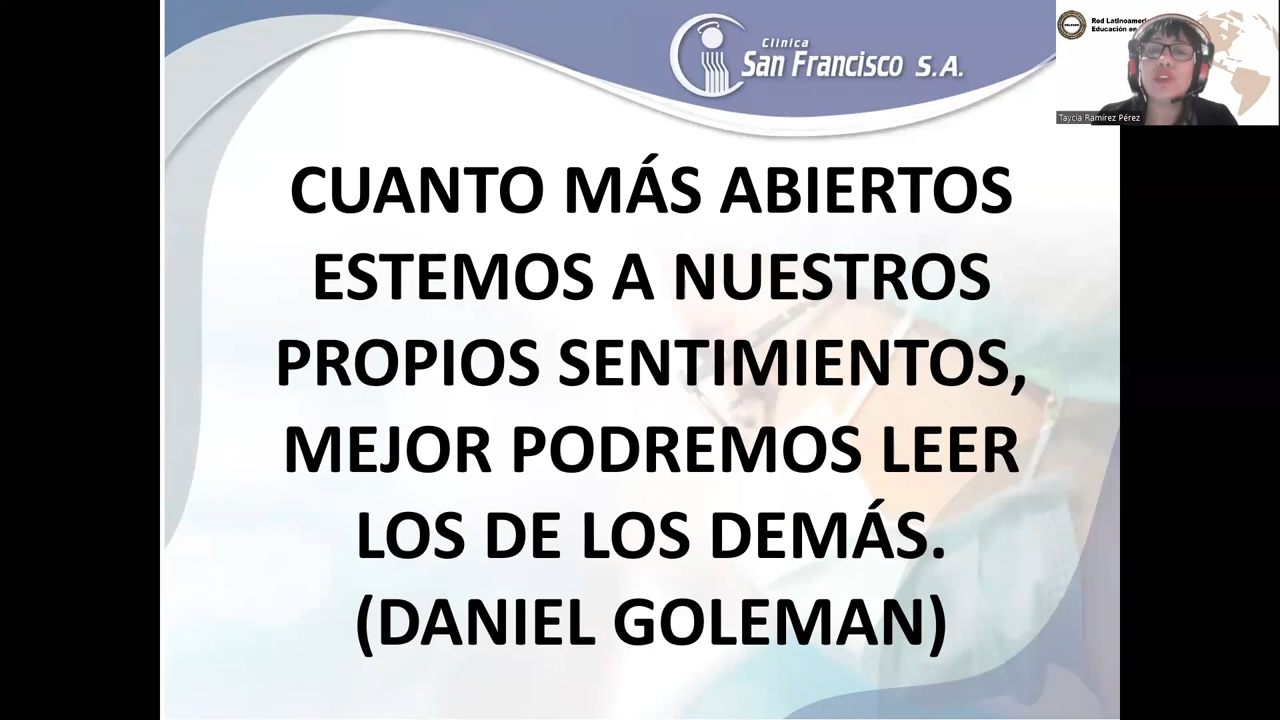 Clínica
San Francisco S.A.
Red Latinoameri
Educación en
Taycia Ramírez Pérez
CUANTO MÁS ABIERTOS
ESTEMOS A NUESTROS
PROPIOS SENTIMIENTOS,
MEJOR PODREMOS LEER
LOS DE LOS DEMÁS.
(DANIEL GOLEMAN)